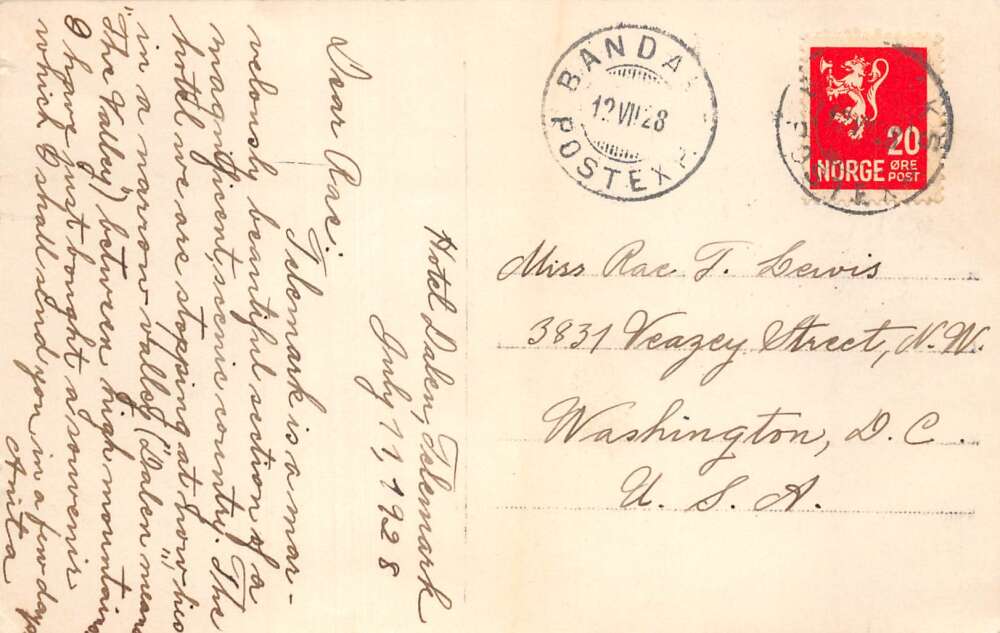 Hotel Dalen, Telemark
July 11, 1928
Dear Rae:
Telemark is a mar-
velously beautiful section of a
magnificent, scenic country. The
hotel we are stopping at now lies
in a narrow valley ("Dalen" means
"The Valley") between high mountains
I have just bought a souvenir
which I shall send you in a few days
Anita
BANDA
12 VII 28
POSTEXP.
20
NORGE ØRE
POST
Miss Rae T. Lewis
3831 Veazey Street, N.W.
Washington, D. C.
U. S. A.